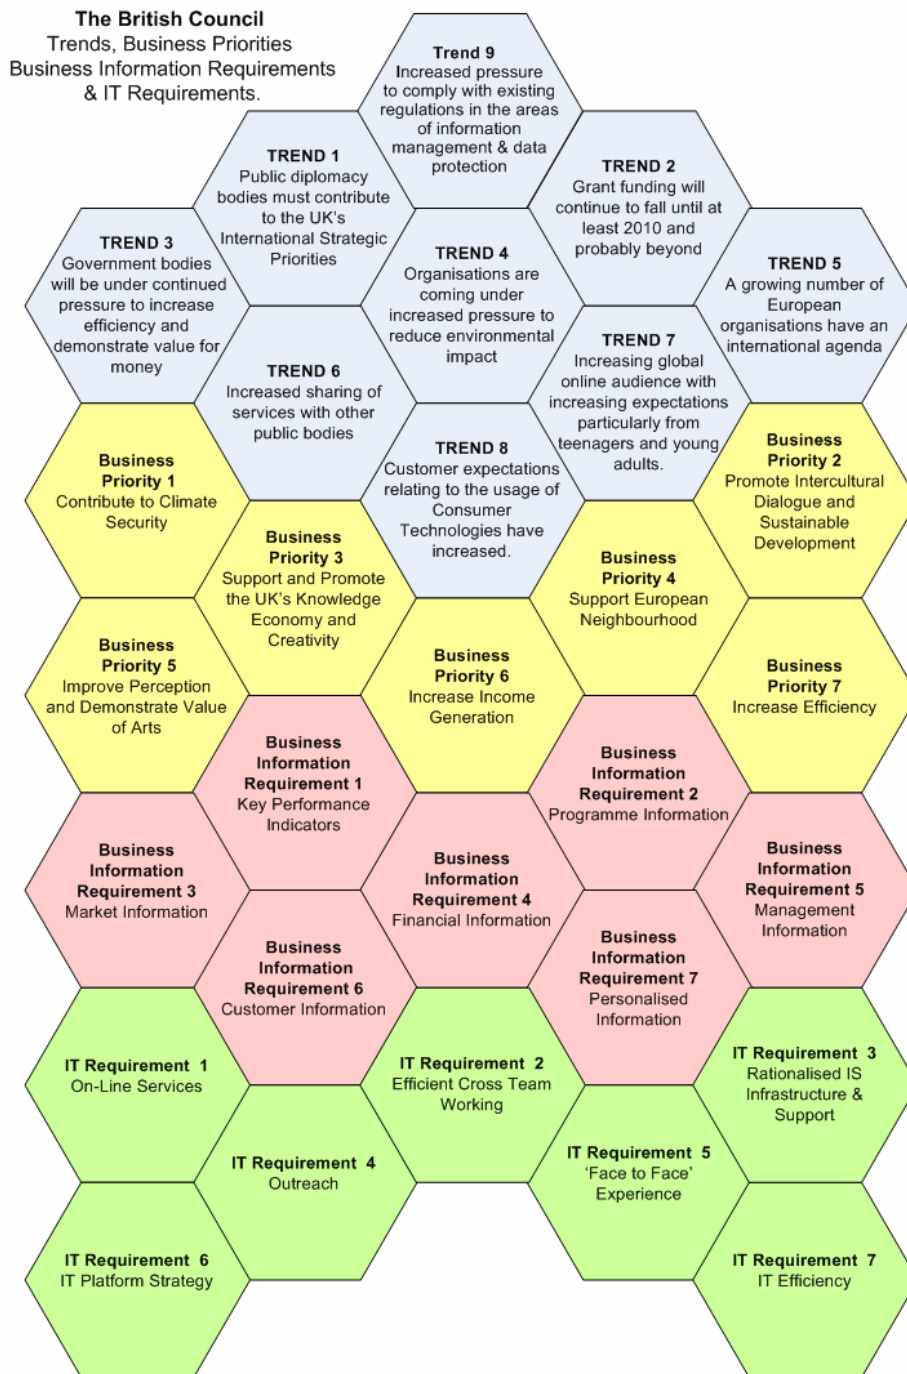 The British Council
Trends, Business Priorities
Business Information Requirements
& IT Requirements.
Trend 9
Increased pressure
to comply with existing
regulations in the areas
of information
management & data
protection
TREND 1
Public diplomacy
bodies must contribute
to the UK's
International Strategic
Priorities
TREND 2
Grant funding will
continue to fall until at
least 2010 and
probably beyond
TREND 3
Government bodies
will be under continued
pressure to increase
efficiency and
demonstrate value for
money
TREND 4
Organisations are
coming under
increased pressure to
reduce environmental
impact
TREND 5
A growing number of
European
organisations have an
international agenda
TREND 6
Increased sharing of
services with other
public bodies
TREND 7
Increasing global
online audience with
increasing expectations
particularly from
teenagers and young
adults.
TREND 8
Customer expectations
relating to the usage of
Consumer
Technologies have
increased.
Business
Priority 1
Contribute to Climate
Security
Business
Priority 2
Promote Intercultural
Dialogue and
Sustainable
Development
Business
Priority 3
Support and Promote
the UK's Knowledge
Economy and
Creativity
Business
Priority 4
Support European
Neighbourhood
Business
Priority 5
Improve Perception
and Demonstrate Value
of Arts
Business
Priority 6
Increase Income
Generation
Business
Priority 7
Increase Efficiency
Business
Information
Requirement 1
Key Performance
Indicators
Business
Information
Requirement 2
Programme Information
Business
Information
Requirement 3
Market Information
Business
Information
Requirement 4
Financial Information
Business
Information
Requirement 5
Management
Information
Business
Information
Requirement 6
Customer Information
Business
Information
Requirement 7
Personalised
Information
IT Requirement 1
On-Line Services
IT Requirement 2
Efficient Cross Team
Working
IT Requirement 3
Rationalised IS
Infrastructure &
Support
IT Requirement 4
Outreach
IT Requirement 5
‘Face to Face’
Experience
IT Requirement 6
IT Platform Strategy
IT Requirement 7
IT Efficiency